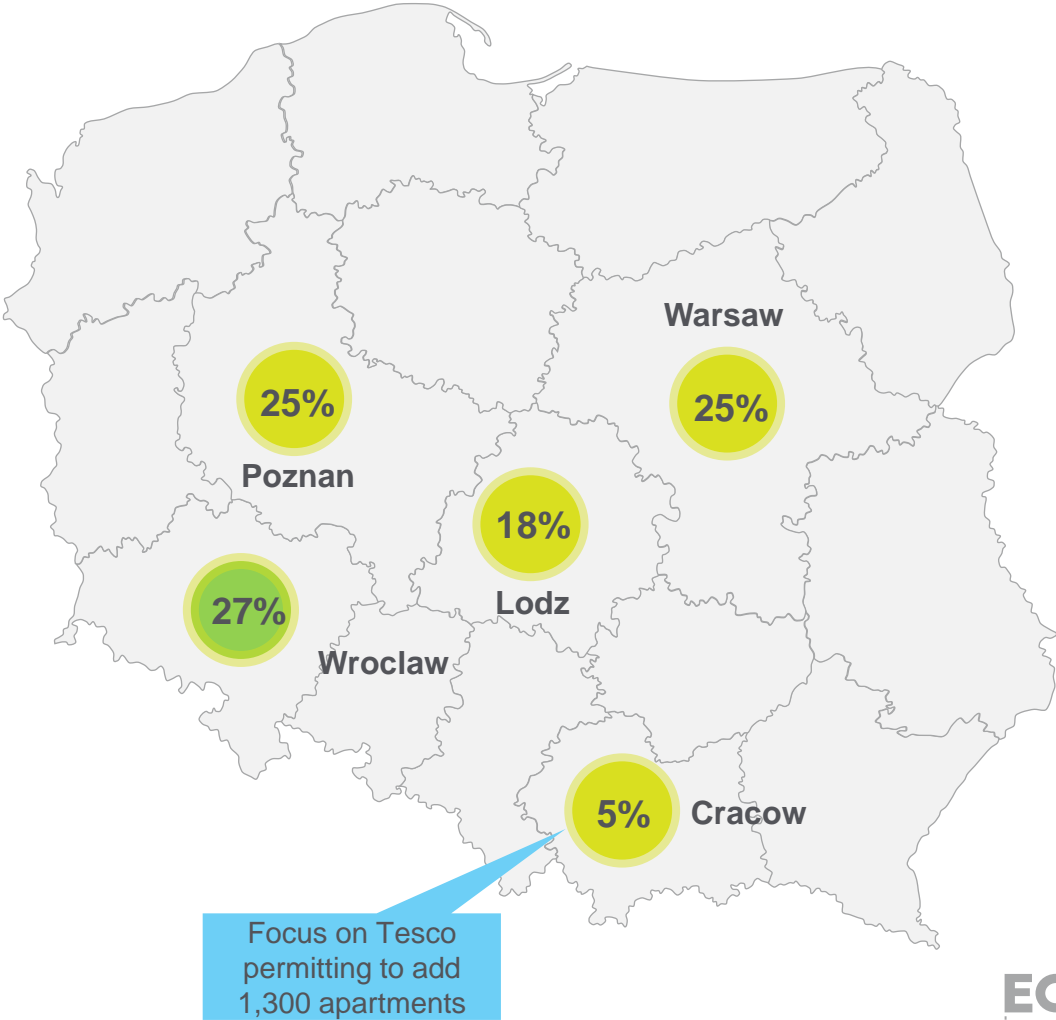 Warsaw
25%
25%
Poznan
18%
Lodz
27%
Wroclaw
5%
Cracow
Focus on Tesco
permitting to add
1,300 apartments